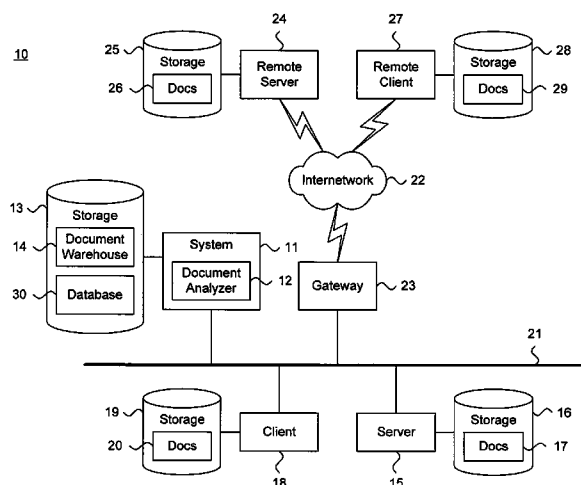 10
24
27
25
28
Storage
Remote
Server
Remote
Client
Storage
26
Docs
Docs
29
Internetwork
22
13
Storage
System
11
14
Document
Warehouse
Document
Analyzer
12
Gateway
23
30
Database
21
19
16
Storage
Storage
20
Docs
Client
Server
Docs
17
18
15